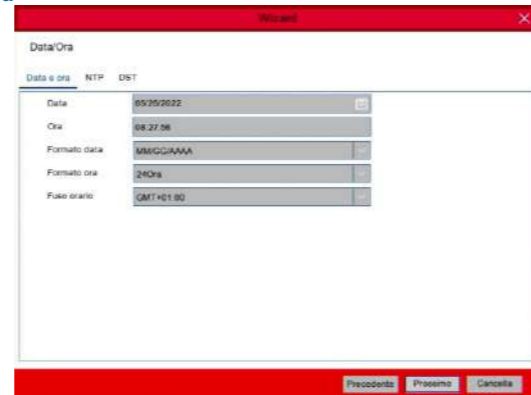 Wizard
Data/Ora
Data e ora NTP DST
Data 05/25/2022
Ora 08:27:56
Formato data MM/GG/AAAA
Formato ora 24Ora
Fuso orario GMT+01:00
Precedente Prossimo Cancella